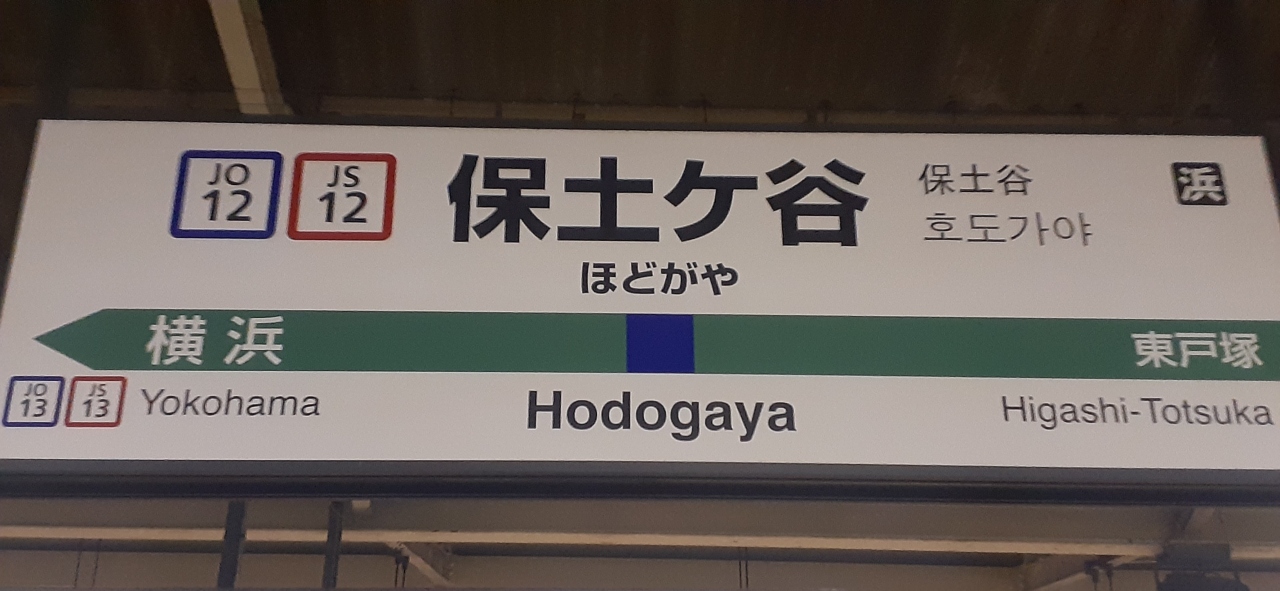 JO 12 JS 12 保土ケ谷 保土谷 浜
호도가야
ほどがや
横浜 東戸塚
JO 13 JS 13 Yokohama Hodogaya Higashi-Totsuka